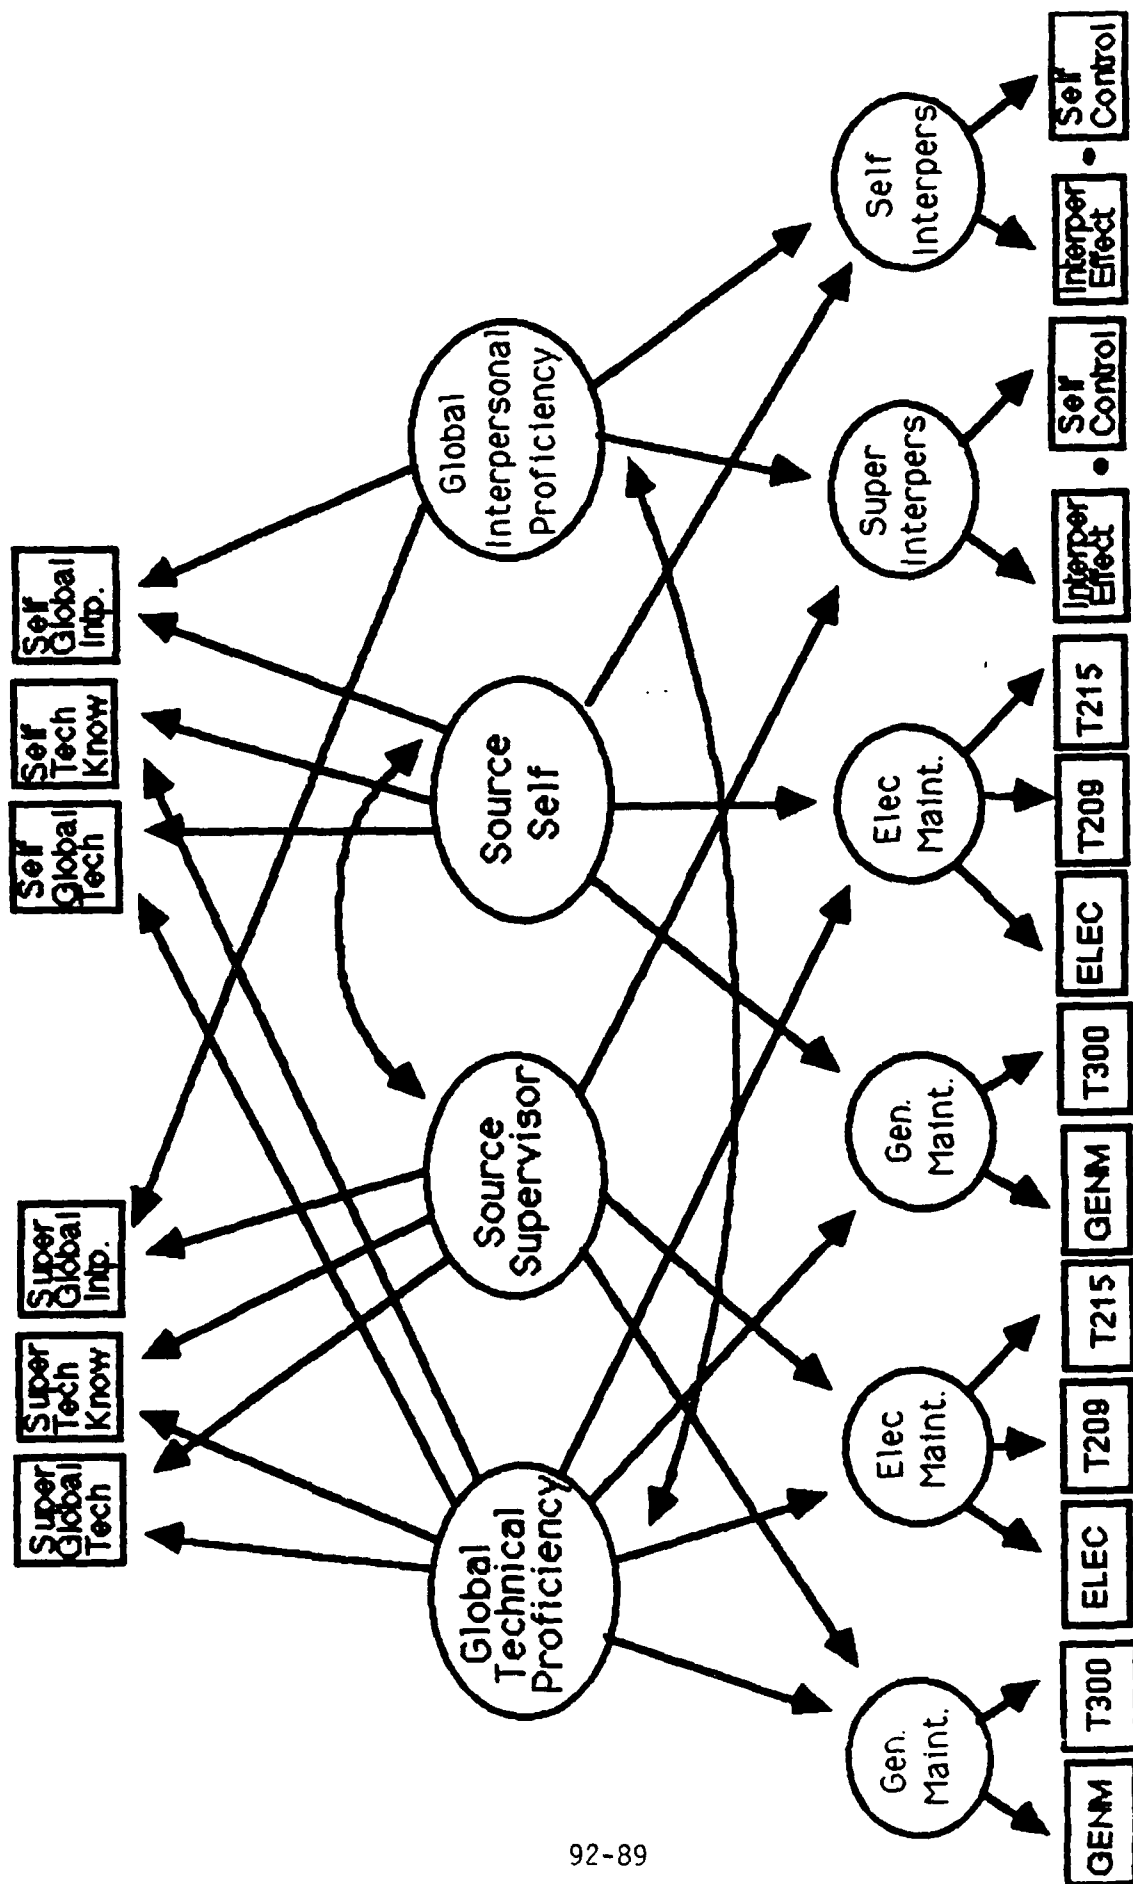 Super
Global
Tech
Super
Tech
Know
Super
Global
Intp.
Self
Global
Tech
Self
Tech
Know
Self
Global
Intp.
Global
Technical
Proficiency
Source
Supervisor
Source
Self
Global
Interpersonal
Proficiency
Gen.
Maint.
Elec
Maint.
Gen.
Maint.
Elec
Maint.
Super
Interpers
Self
Interpers
GENM
T300
ELEC
T209
T215
GENM
T300
ELEC
T209
T215
Interper
Effect
Self
Control
Interper
Effect
Self
Control
92-89